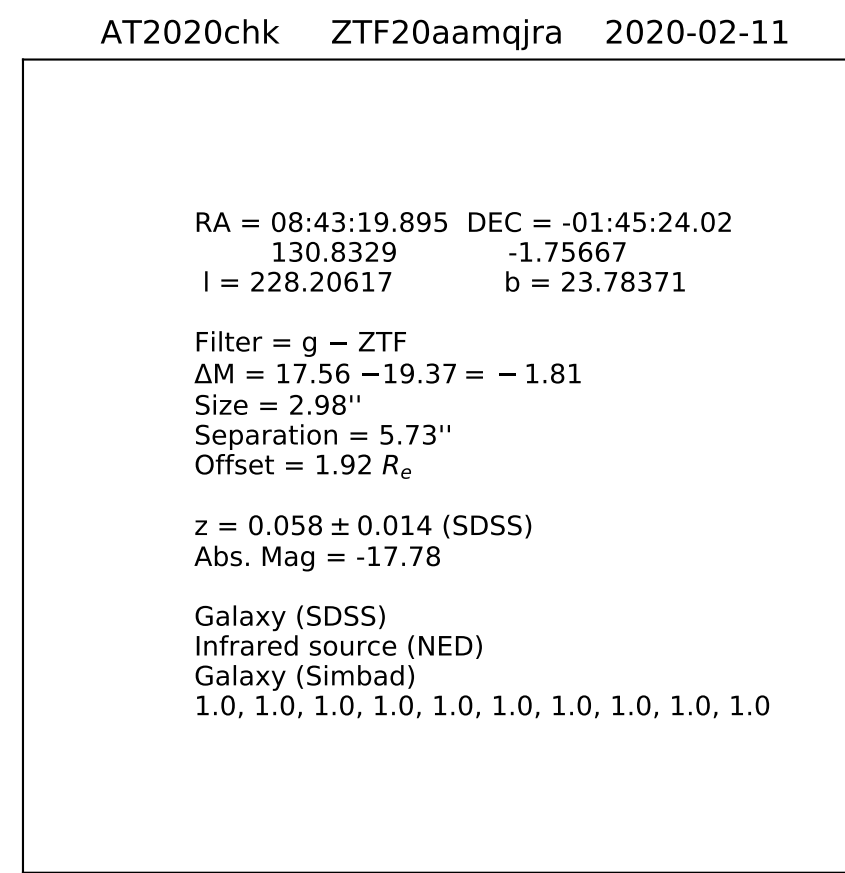 AT2020chk ZTF20aamqjra 2020-02-11
RA = 08:43:19.895 DEC = -01:45:24.02
130.8329 -1.75667
l = 228.20617 b = 23.78371
Filter = g − ZTF
ΔM = 17.56 −19.37 = −1.81
Size = 2.98''
Separation = 5.73''
Offset = 1.92 Re
z = 0.058 ± 0.014 (SDSS)
Abs. Mag = -17.78
Galaxy (SDSS)
Infrared source (NED)
Galaxy (Simbad)
1.0, 1.0, 1.0, 1.0, 1.0, 1.0, 1.0, 1.0, 1.0, 1.0